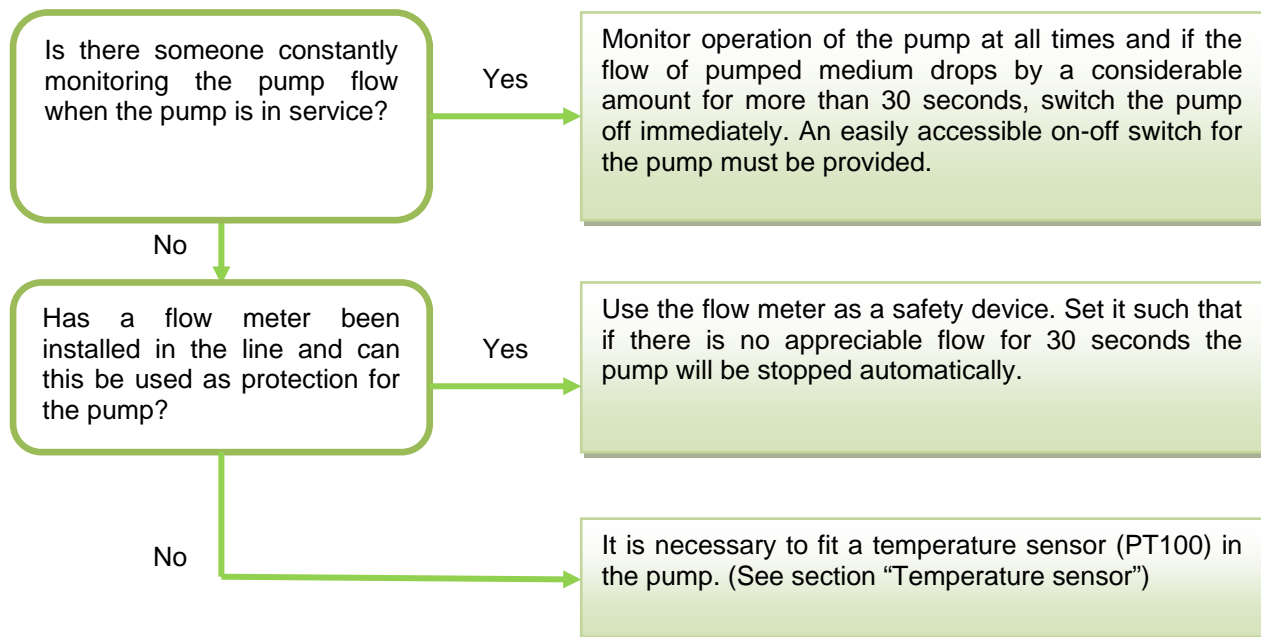 Is there someone constantly
monitoring the pump flow
when the pump is in service?
Yes
Monitor operation of the pump at all times and if the
flow of pumped medium drops by a considerable
amount for more than 30 seconds, switch the pump
off immediately. An easily accessible on-off switch for
the pump must be provided.
No
Has a flow meter been
installed in the line and can
this be used as protection for
the pump?
Yes
Use the flow meter as a safety device. Set it such that
if there is no appreciable flow for 30 seconds the
pump will be stopped automatically.
No
It is necessary to fit a temperature sensor (PT100) in
the pump. (See section “Temperature sensor”)